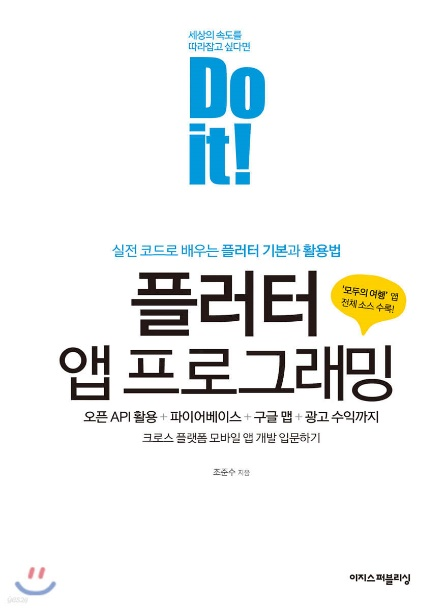 세상의 속도를
따라잡고 싶다면
Do
it!
실전 코드로 배우는 플러터 기본과 활용법
플러터
'모두의 여행' 앱
전체 소스 수록!
앱 프로그래밍
오픈 API 활용 + 파이어베이스 + 구글 맵 + 광고 수익까지
크로스 플랫폼 모바일 앱 개발 입문하기
조준수 지음
이지스퍼블리싱